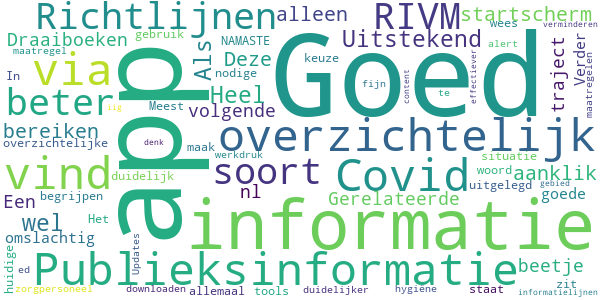 Richtlijnen alleen RIVM startscherm verminderen
maatregel Draaiboeken gebruik Als NAMASTE Uitstekend wees alert
In via nodige Deze keuze Goed te content effectiever traject Verder maatregelen
beter Meest Heel fijn
bereiken lig app volgende
overzichtelijke denk maak overzichtelijk
vind duidelijk werkdruk soort Covid situatie woord gebied aanklik
Een begrijpen nl uitgelegd goede
wel Het informatie Gerelateerde
omslachtig
huidige ed Updates Publieksinformatie beetje
zorgpersoneel downloaden allemaal tools duidelijker hygiëne staat zit informatielijnen